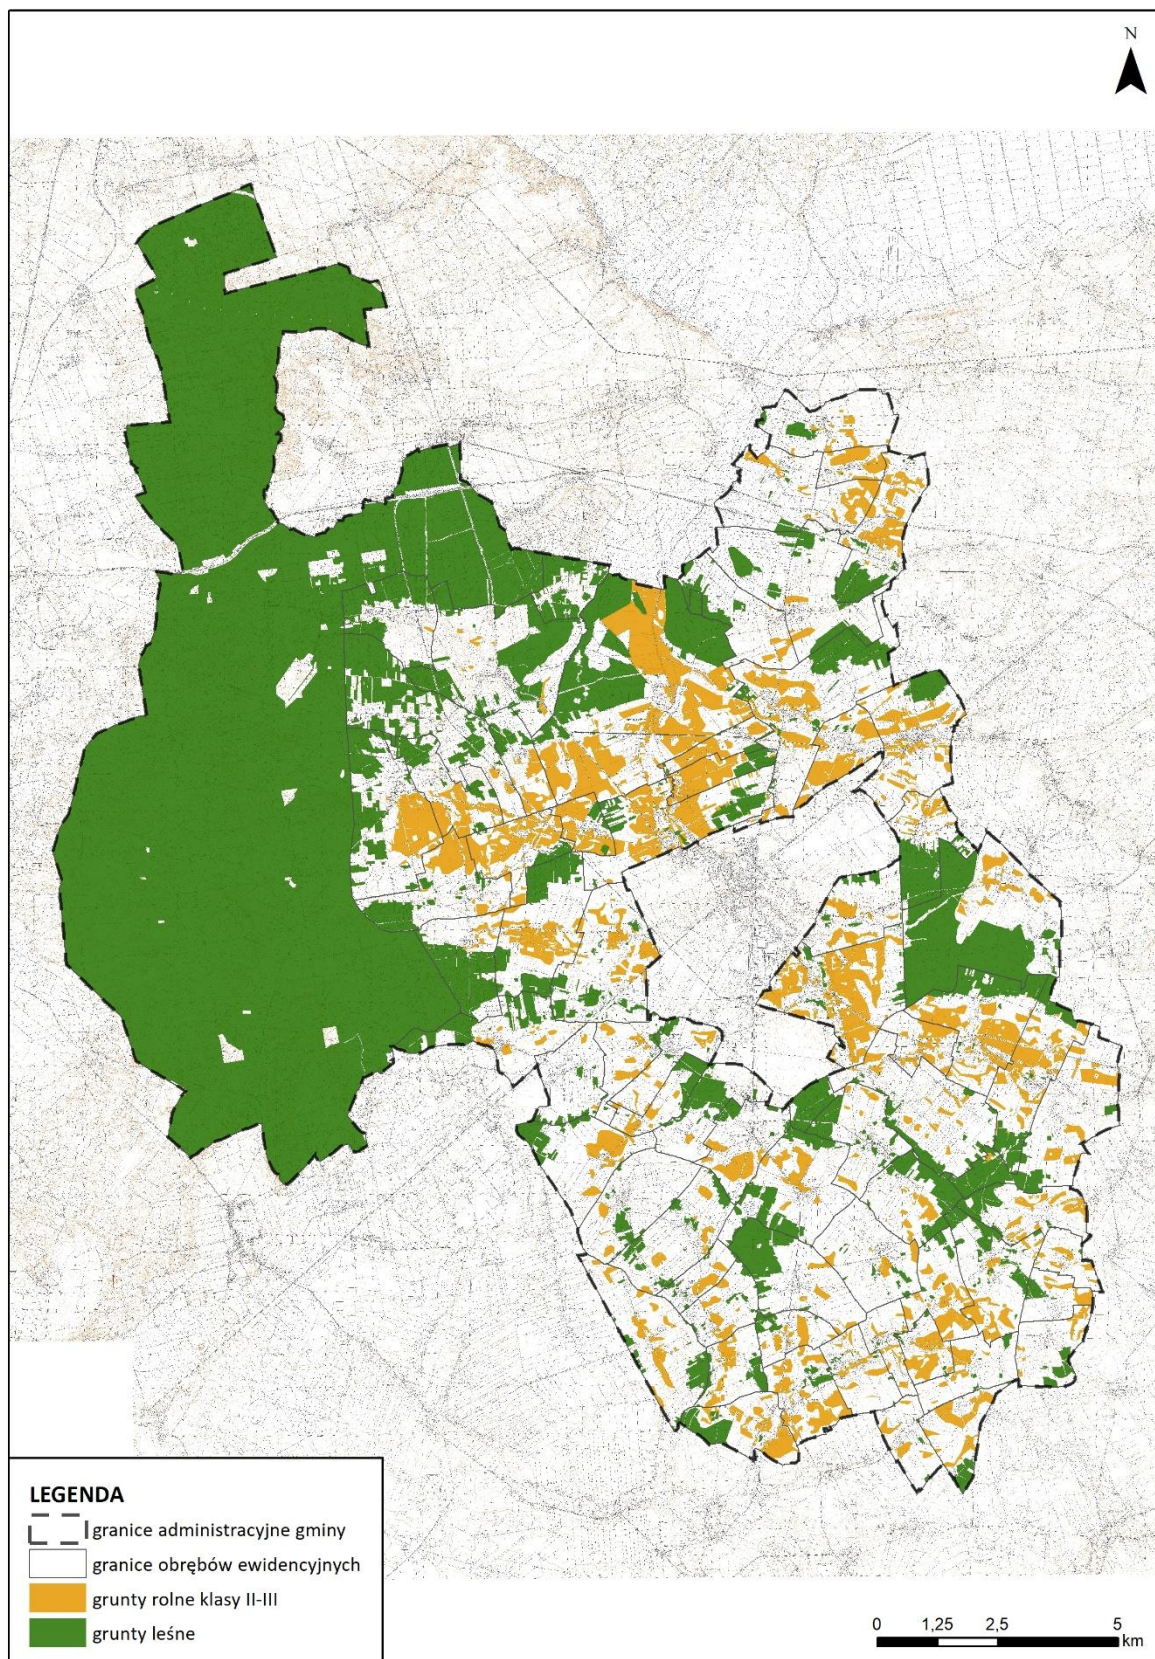 N
LEGENDA
granice administracyjne gminy
granice obrębów ewidencyjnych
grunty rolne klasy II-III
grunty leśne
0 1,25 2,5 5
km